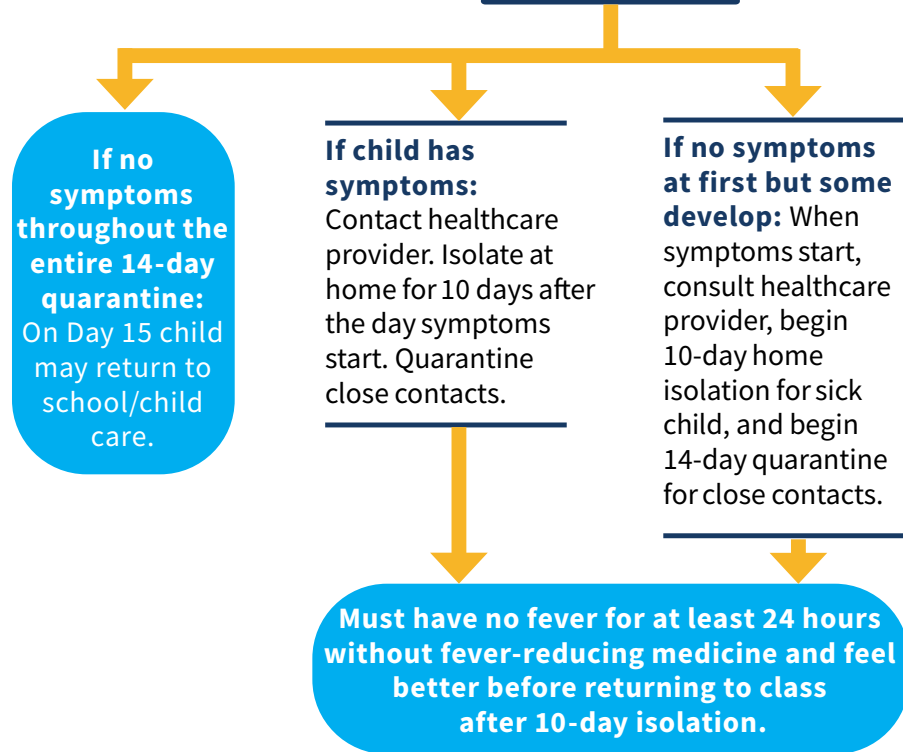 If no
symptoms
throughout the
entire 14-day
quarantine:
On Day 15 child
may return to
school/child
care.
If child has
symptoms:
Contact healthcare
provider. Isolate at
home for 10 days after
the day symptoms
start. Quarantine
close contacts.
If no symptoms
at first but some
develop: When
symptoms start,
consult healthcare
provider, begin
10-day home
isolation for sick
child, and begin
14-day quarantine
for close contacts.
Must have no fever for at least 24 hours
without fever-reducing medicine and feel
better before returning to class
after 10-day isolation.